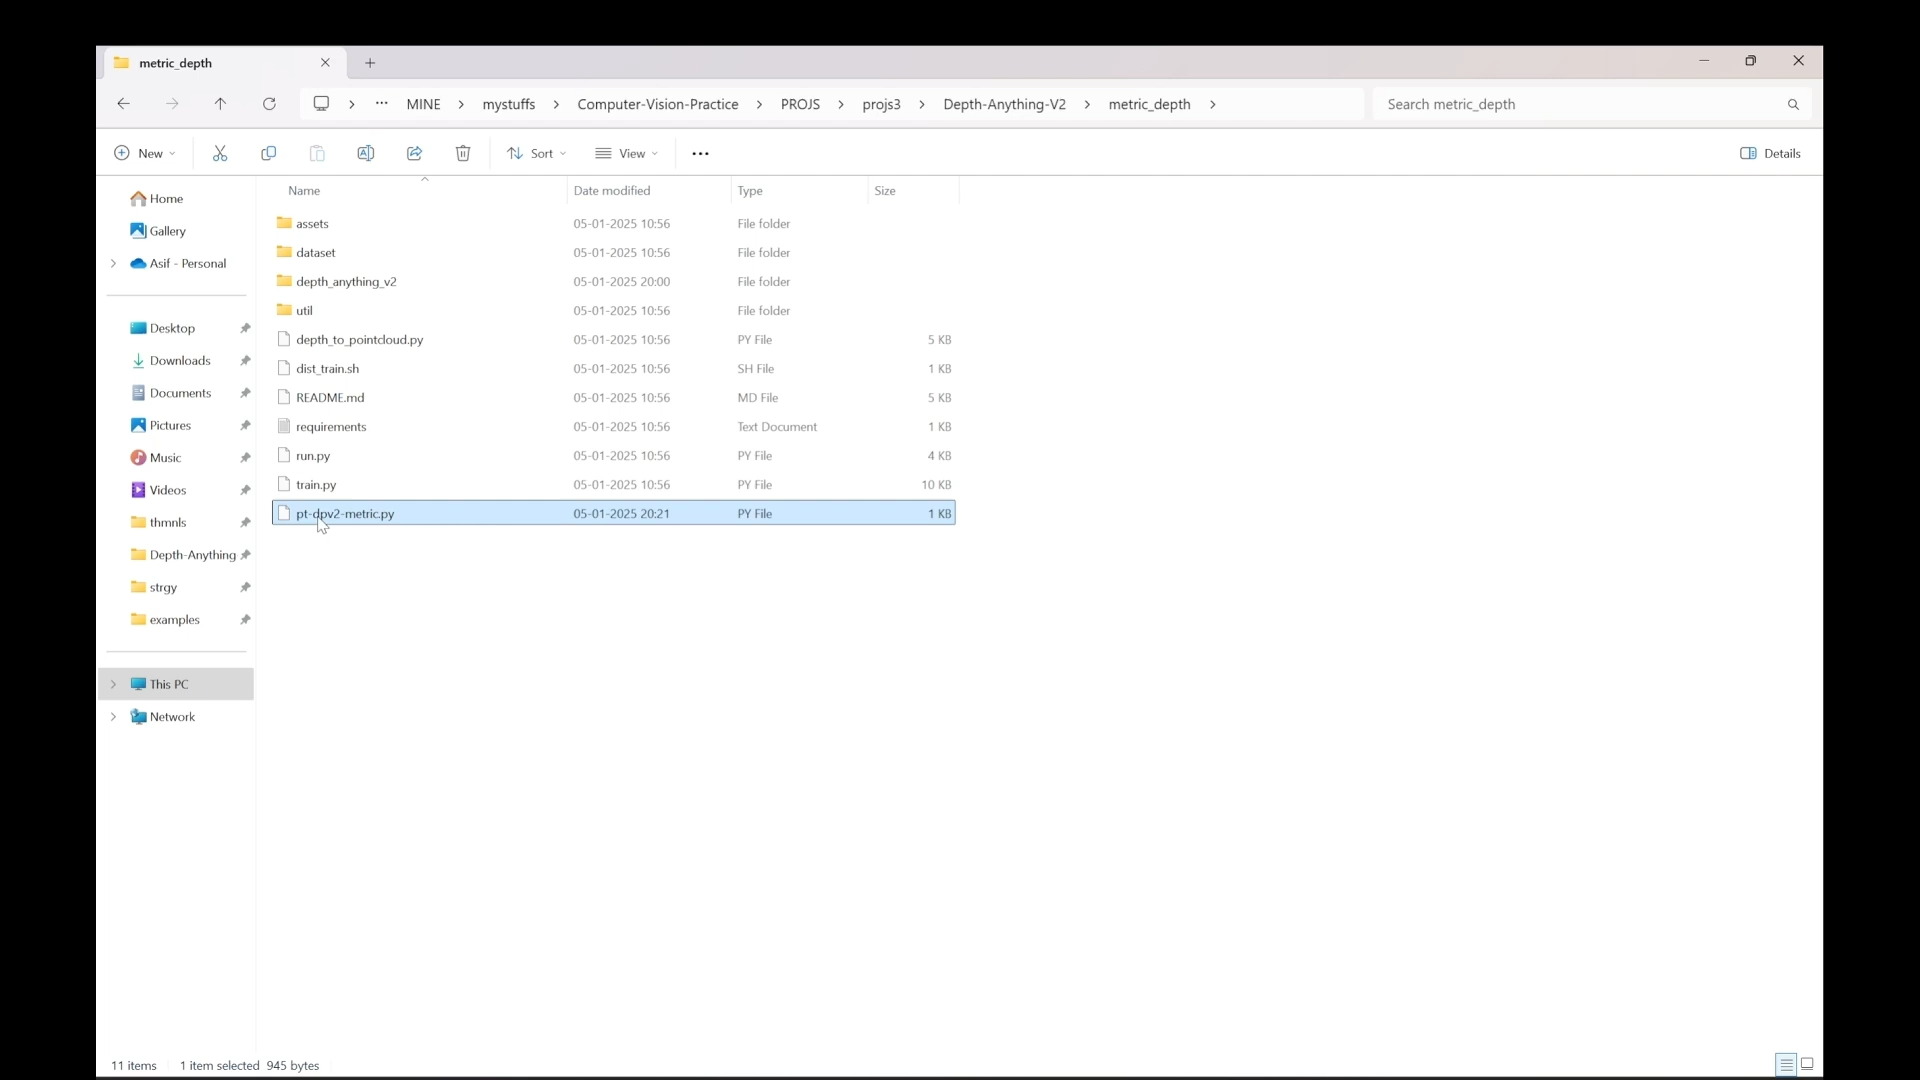 metric_depth
MINE mystuffs Computer-Vision-Practice PROJS projs3 Depth-Anything-V2 metric_depth
Search metric_depth
New Sort View Details
Name Date modified Type Size
Home
Gallery
Asif - Personal
Desktop
Downloads
Documents
Pictures
Music
Videos
thmnls
Depth-Anything
strgy
examples
This PC
Network
assets 05-01-2025 10:56 File folder
dataset 05-01-2025 10:56 File folder
depth_anything_v2 05-01-2025 20:00 File folder
util 05-01-2025 10:56 File folder
depth_to_pointcloud.py 05-01-2025 10:56 PY File 5 KB
dist_train.sh 05-01-2025 10:56 SH File 1 KB
README.md 05-01-2025 10:56 MD File 5 KB
requirements 05-01-2025 10:56 Text Document 1 KB
run.py 05-01-2025 10:56 PY File 4 KB
train.py 05-01-2025 10:56 PY File 10 KB
pt-dpv2-metric.py 05-01-2025 20:21 PY File 1 KB
11 items 1 item selected 945 bytes